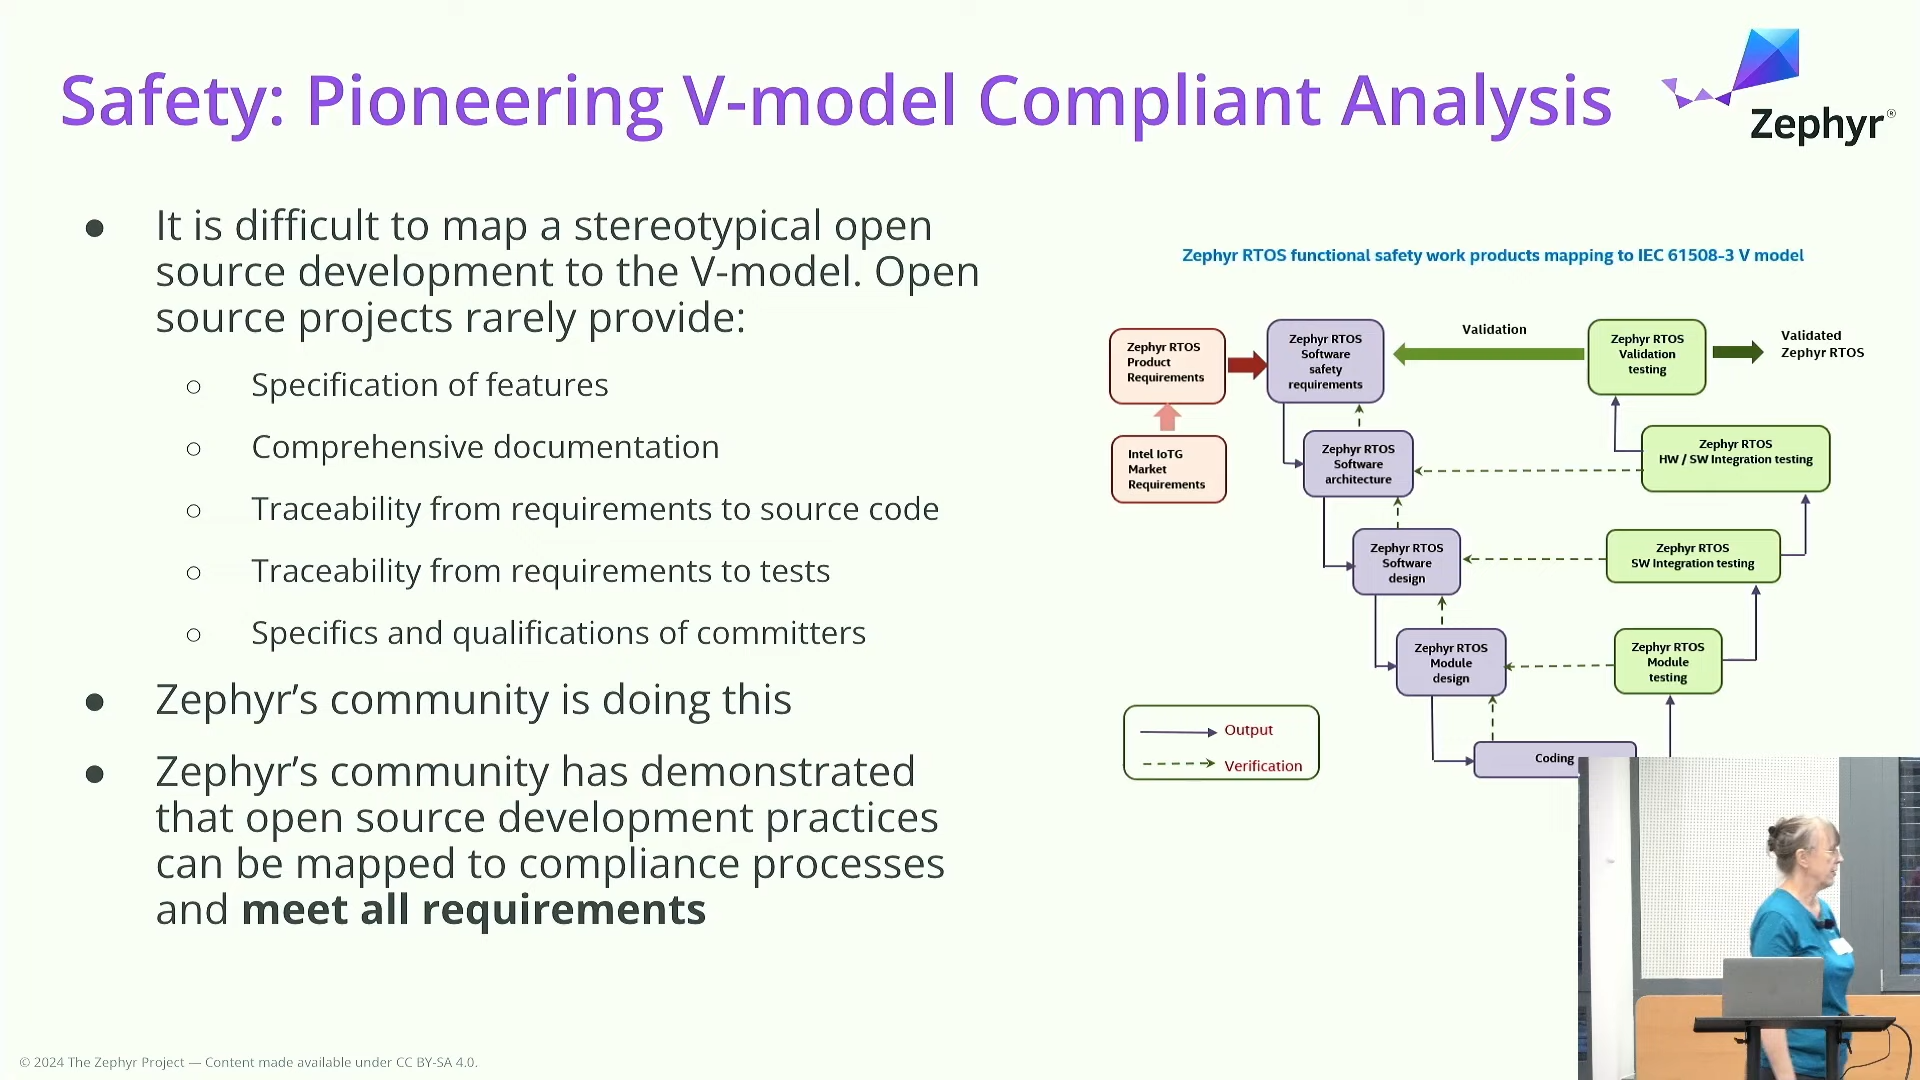 Safety: Pioneering V-model Compliant Analysis
Zephyr®
● It is difficult to map a stereotypical open
source development to the V-model. Open
source projects rarely provide:
○ Specification of features
○ Comprehensive documentation
○ Traceability from requirements to source code
○ Traceability from requirements to tests
○ Specifics and qualifications of committers
● Zephyr’s community is doing this
● Zephyr’s community has demonstrated
that open source development practices
can be mapped to compliance processes
and meet all requirements
Zephyr RTOS functional safety work products mapping to IEC 61508-3 V model
Zephyr RTOS
Product
Requirements
Intel IoTG
Market
Requirements
Zephyr RTOS
Software
safety
requirements
Validation
Zephyr RTOS
Validation
testing
Validated
Zephyr RTOS
Zephyr RTOS
Software
architecture
Zephyr RTOS
HW / SW Integration testing
Zephyr RTOS
Software
design
Zephyr RTOS
SW Integration testing
Zephyr RTOS
Module
design
Zephyr RTOS
Module
testing
Coding
Output
Verification
© 2024 The Zephyr Project — Content made available under CC BY-SA 4.0.